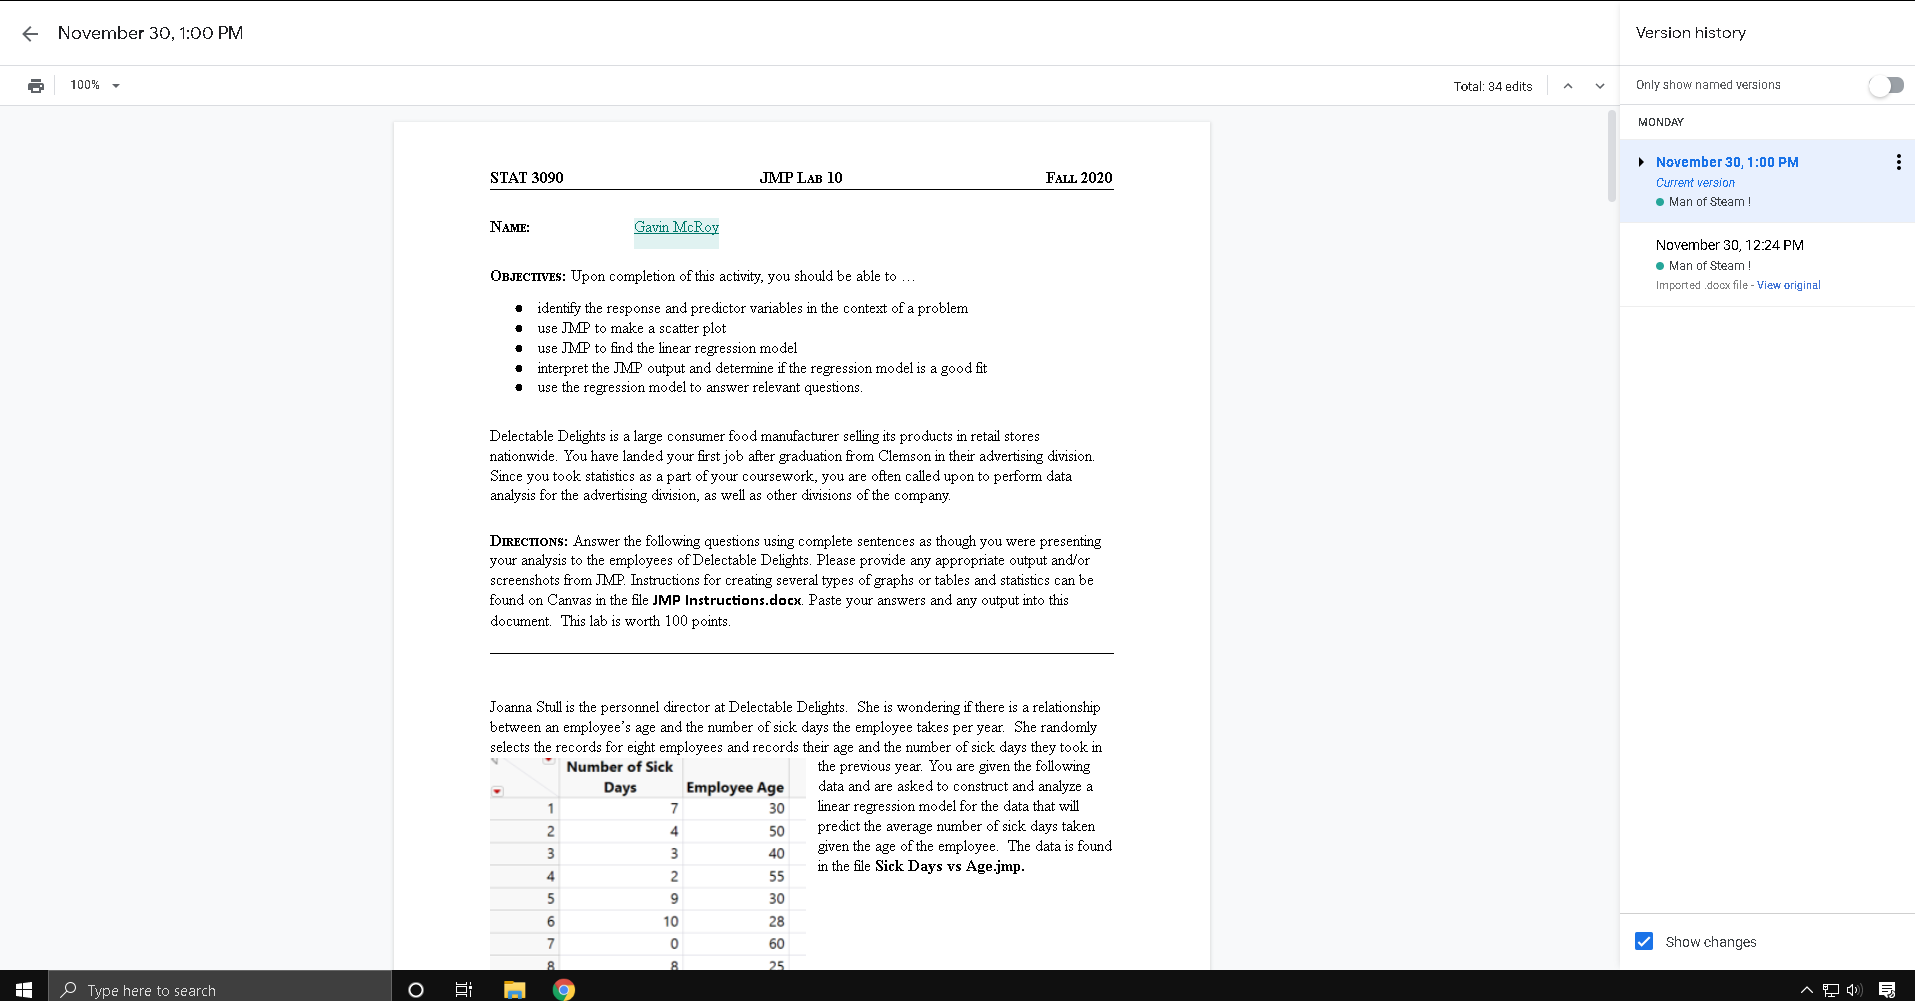 November 30, 1:00 PM
Version history
100%
Total: 34 edits
Only show named versions
MONDAY
November 30, 1:00 PM
Current version
Man of Steam !
November 30, 12:24 PM
Man of Steam !
Imported .docx file - View original
STAT 3090 JMP LAB 10 FALL 2020
NAME: Gavin McRoy
OBJECTIVES: Upon completion of this activity, you should be able to …
● identify the response and predictor variables in the context of a problem
● use JMP to make a scatter plot
● use JMP to find the linear regression model
● interpret the JMP output and determine if the regression model is a good fit
● use the regression model to answer relevant questions.
Delectable Delights is a large consumer food manufacturer selling its products in retail stores
nationwide. You have landed your first job after graduation from Clemson in their advertising division.
Since you took statistics as a part of your coursework, you are often called upon to perform data
analysis for the advertising division, as well as other divisions of the company.
DIRECTIONS: Answer the following questions using complete sentences as though you were presenting
your analysis to the employees of Delectable Delights. Please provide any appropriate output and/or
screenshots from JMP. Instructions for creating several types of graphs or tables and statistics can be
found on Canvas in the file JMP Instructions.docx. Paste your answers and any output into this
document. This lab is worth 100 points.
Joanna Stull is the personnel director at Delectable Delights. She is wondering if there is a relationship
between an employee's age and the number of sick days the employee takes per year. She randomly
selects the records for eight employees and records their age and the number of sick days they took in
the previous year. You are given the following
data and are asked to construct and analyze a
linear regression model for the data that will
predict the average number of sick days taken
given the age of the employee. The data is found
in the file Sick Days vs Age.jmp.
Number of Sick
Days Employee Age
1 7 30
2 4 50
3 3 40
4 2 55
5 9 30
6 10 28
7 0 60
8 8 25
Show changes
Type here to search